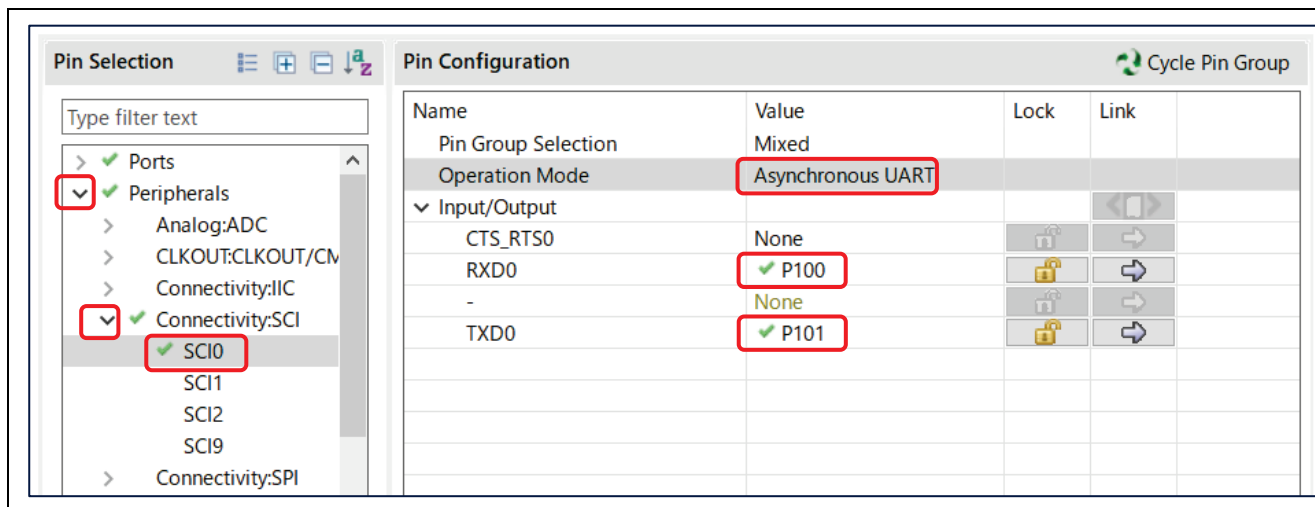 Pin Selection
Type filter text
Ports
Peripherals
Analog:ADC
CLKOUT:CLKOUT/CM
Connectivity:IIC
Connectivity:SCI
SCI0
SCI1
SCI2
SCI9
Connectivity:SPI
Pin Configuration
Cycle Pin Group
Name Value Lock Link
Pin Group Selection Mixed
Operation Mode Asynchronous UART
Input/Output
CTS_RTS0 None
RXD0 P100
- None
TXD0 P101